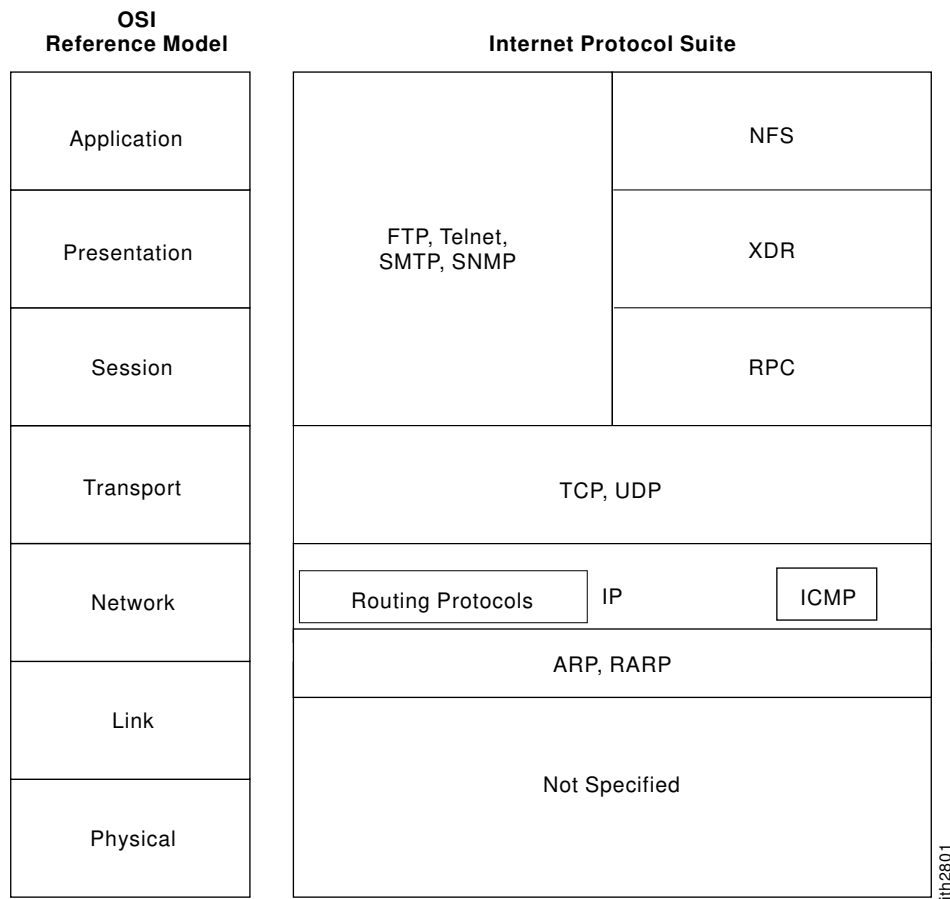 OSI
Reference Model
Internet Protocol Suite
Application
Presentation
Session
Transport
Network
Link
Physical
FTP, Telnet,
SMTP, SNMP
NFS
XDR
RPC
TCP, UDP
Routing Protocols
IP
ICMP
ARP, RARP
Not Specified
ith2801